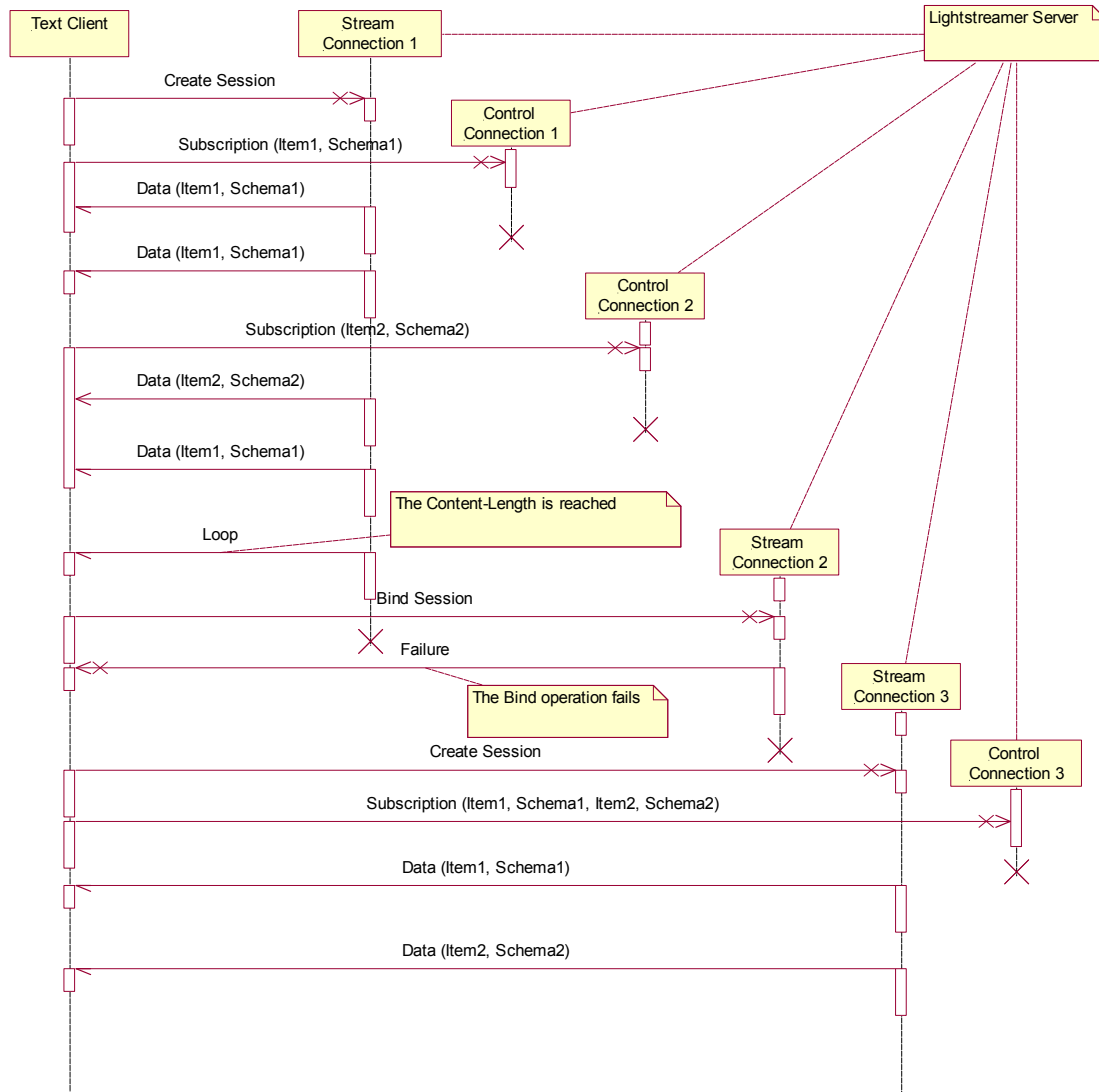 Text Client
Stream
Connection 1
Lightstreamer Server
Create Session
Control
Connection 1
Subscription (Item1, Schema1)
Data (Item1, Schema1)
Data (Item1, Schema1)
Control
Connection 2
Subscription (Item2, Schema2)
Data (Item2, Schema2)
Data (Item1, Schema1)
The Content-Length is reached
Loop
Stream
Connection 2
Bind Session
Failure
Stream
Connection 3
The Bind operation fails
Create Session
Control
Connection 3
Subscription (Item1, Schema1, Item2, Schema2)
Data (Item1, Schema1)
Data (Item2, Schema2)